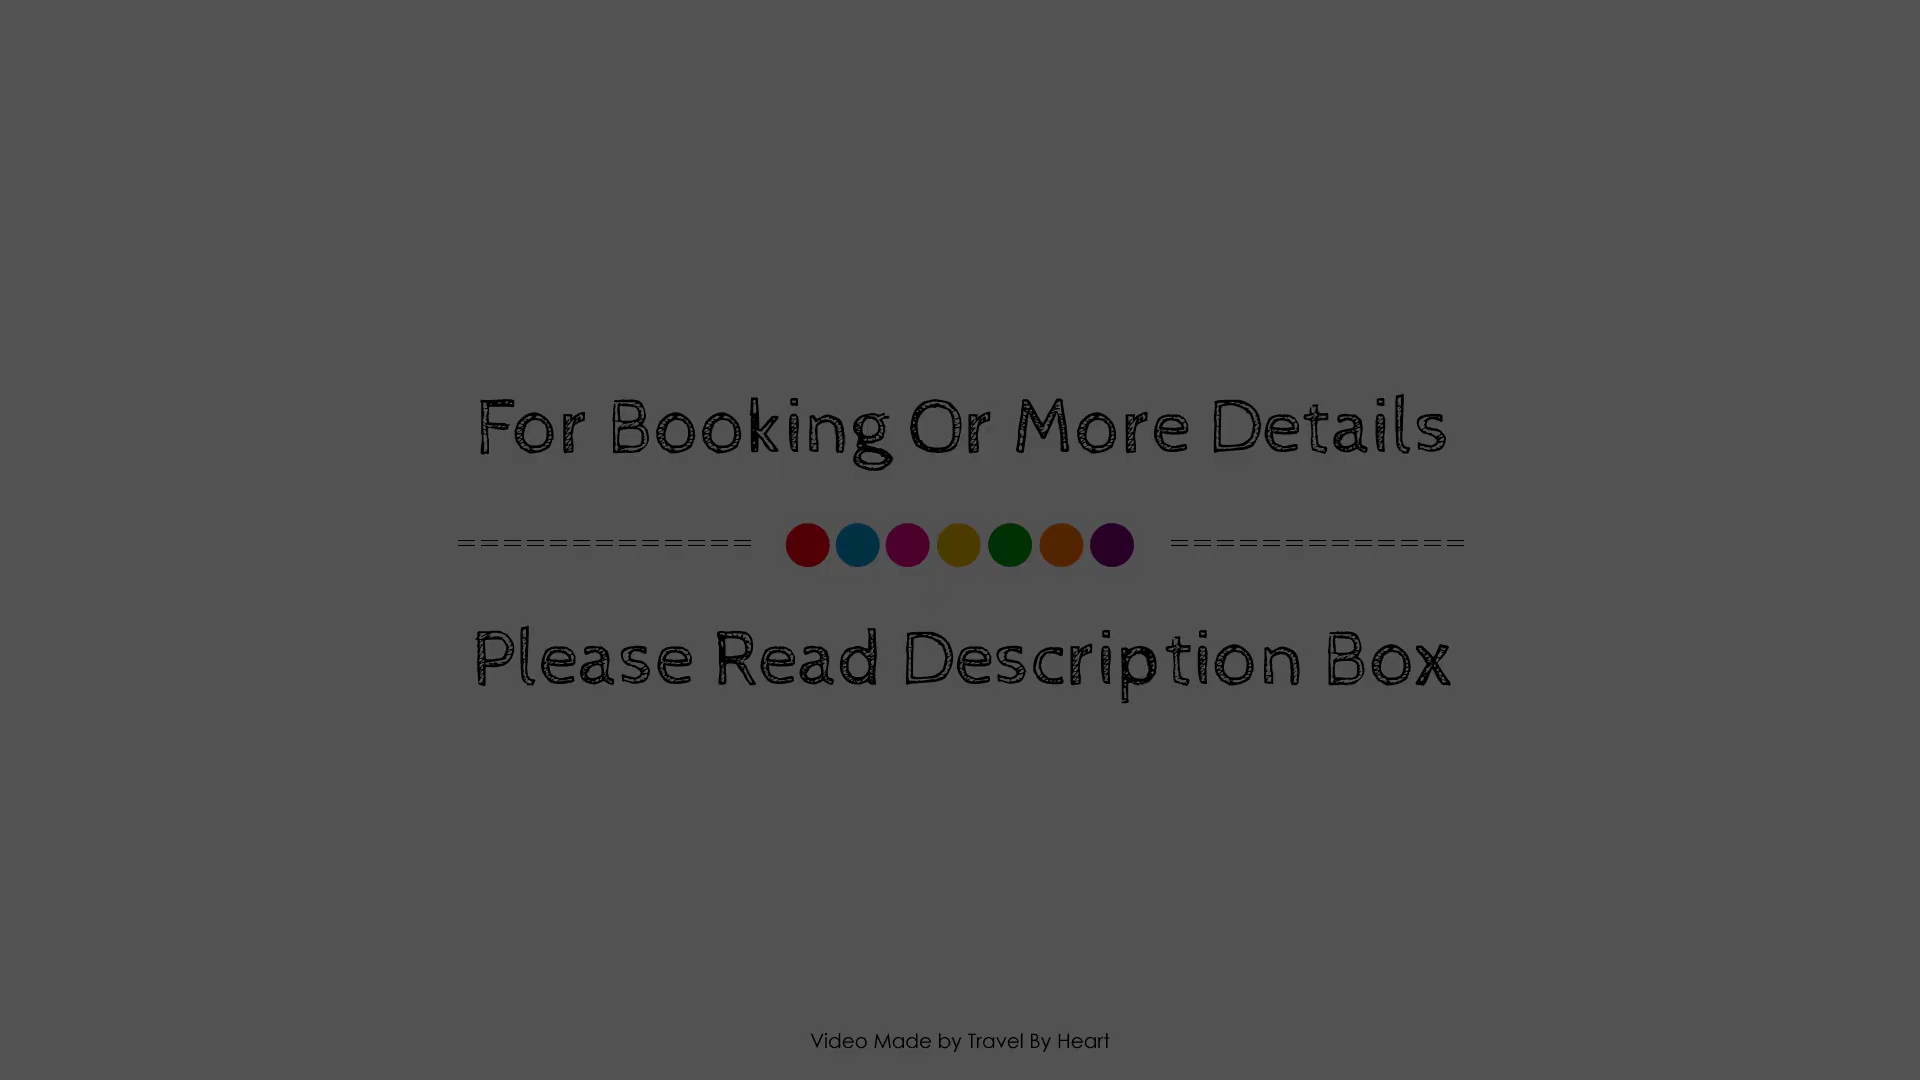 For Booking Or More Details
============= =============
Please Read Description Box
Video Made by Travel By Heart